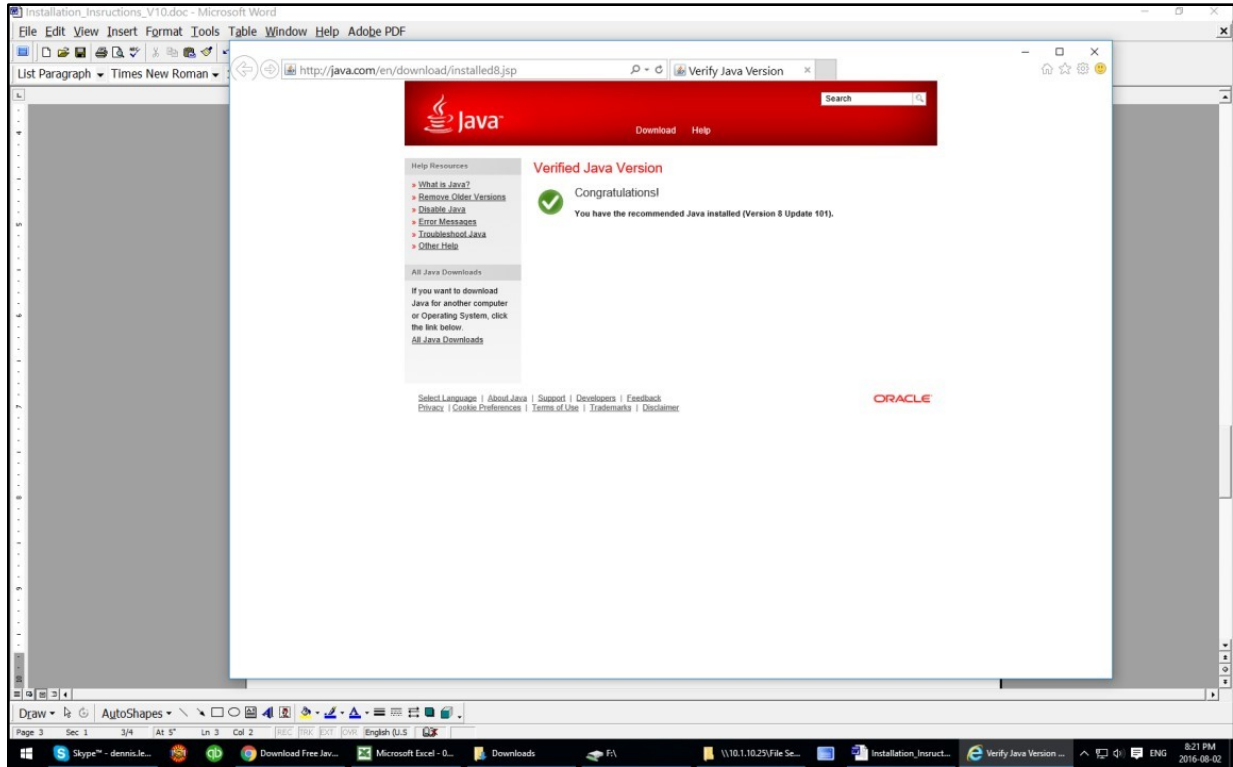 Installation_Insructions_V10.doc - Microsoft Word
File Edit View Insert Format Tools Table Window Help Adobe PDF
List Paragraph Times New Roman
http://java.com/en/download/installed8.jsp
Verify Java Version
Java
Search
Download Help
Help Resources
» What is Java?
» Remove Older Versions
» Disable Java
» Error Messages
» Troubleshoot Java
» Other Help
All Java Downloads
If you want to download
Java for another computer
or Operating System, click
the link below.
All Java Downloads
Verified Java Version
Congratulations!
You have the recommended Java installed (Version 8 Update 101).
Select Language | About Java | Support | Developers | Feedback
Privacy | Cookie Preferences | Terms of Use | Trademarks | Disclaimer
ORACLE
Draw AutoShapes
Page 3 Sec 1 3/4 At 5" Ln 3 Col 2 REC TRK EXT OVR English (U.S
Skype™ - dennis.le... qb Download Free Jav... Microsoft Excel - 0... Downloads F:\ \\10.1.10.25\File Se... Installation_Insruct... Verify Java Version ... ENG 8:21 PM
2016-08-02